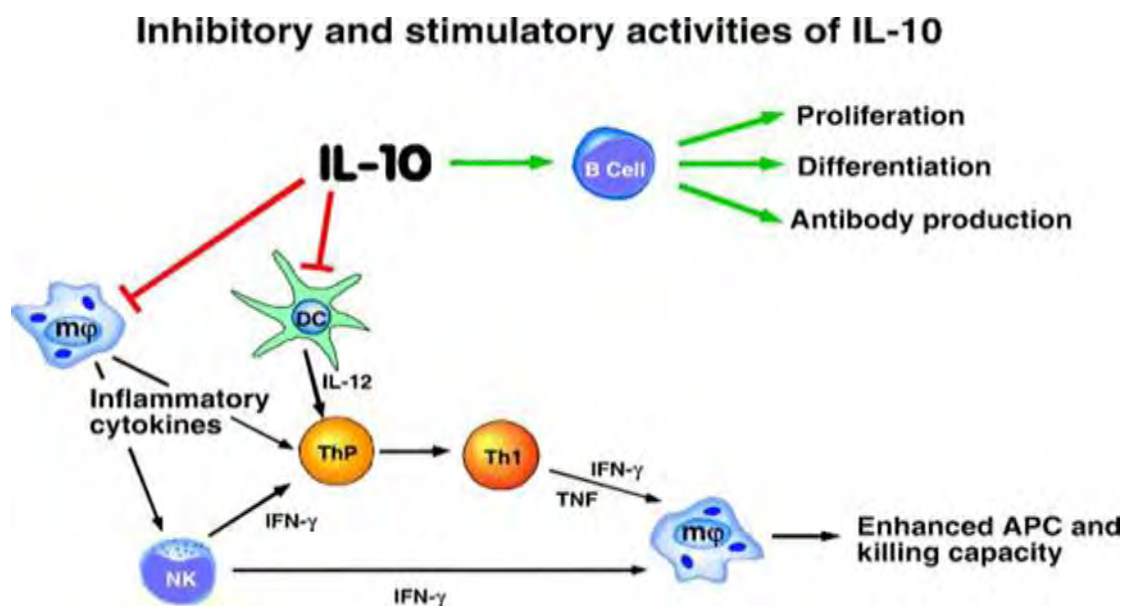 Inhibitory and stimulatory activities of IL-10
Proliferation
IL-10
B Cell
Differentiation
Antibody production
mφ
DC
IL-12
Inflammatory
cytokines
ThP
Th1
IFN-γ
TNF
IFN-γ
mφ
Enhanced APC and
killing capacity
NK
IFN-γ